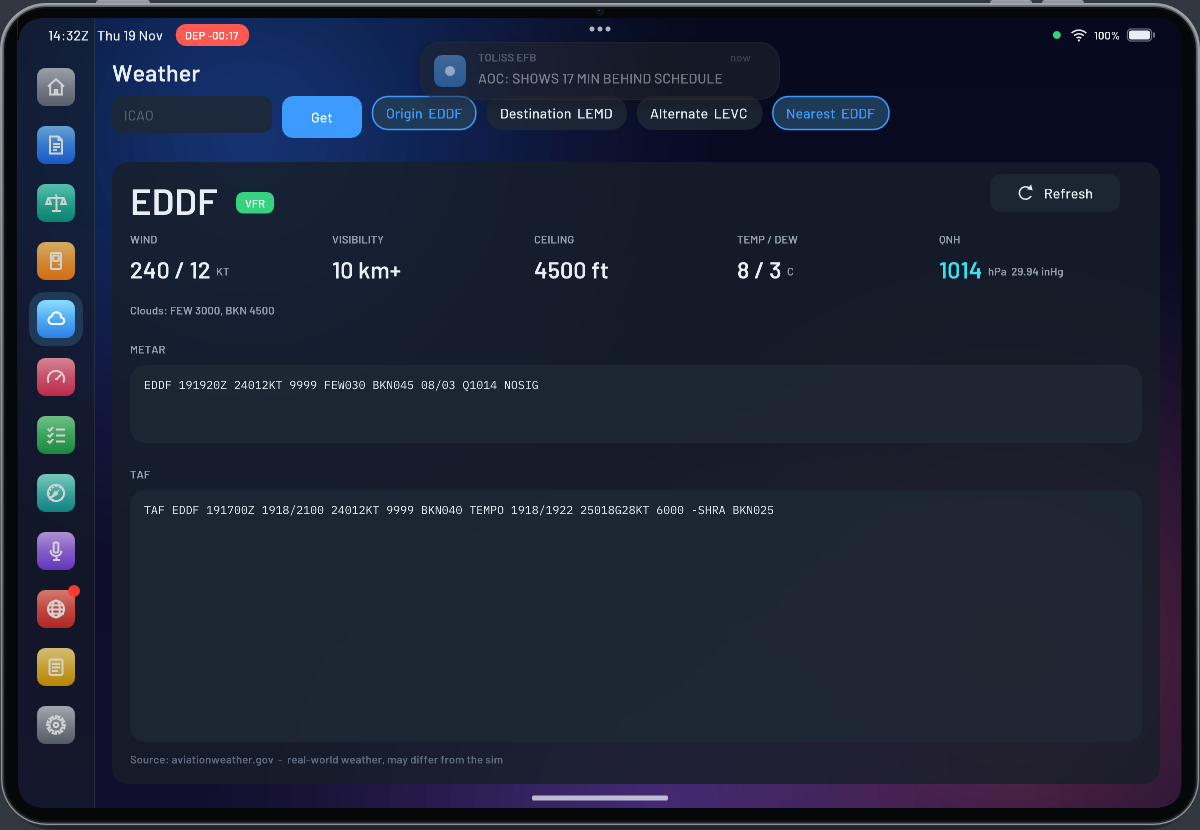 14:32Z Thu 19 Nov DEP -00:17
100%
TOLISS EFB now
AOC: SHOWS 17 MIN BEHIND SCHEDULE
Weather
ICAO Get Origin EDDF Destination LEMD Alternate LEVC Nearest EDDF
EDDF VFR Refresh
WIND VISIBILITY CEILING TEMP / DEW QNH
240 / 12 KT 10 km+ 4500 ft 8 / 3 C 1014 hPa 29.94 inHg
Clouds: FEW 3000, BKN 4500
METAR
EDDF 191920Z 24012KT 9999 FEW030 BKN045 08/03 Q1014 NOSIG
TAF
TAF EDDF 191700Z 1918/2100 24012KT 9999 BKN040 TEMPO 1918/1922 25018G28KT 6000 -SHRA BKN025
Source: aviationweather.gov - real-world weather, may differ from the sim